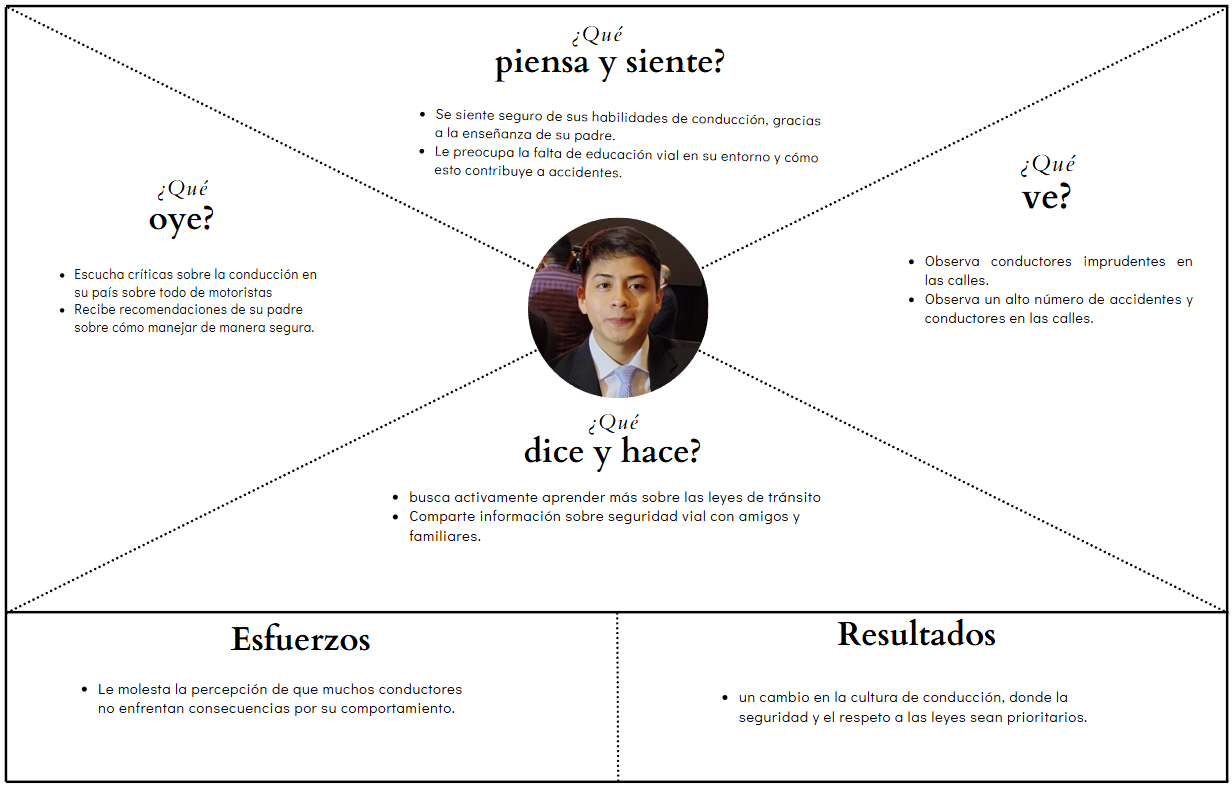 ¿Qué
piensa y siente?
• Se siente seguro de sus habilidades de conducción, gracias
a la enseñanza de su padre.
• Le preocupa la falta de educación vial en su entorno y cómo
esto contribuye a accidentes.
¿Qué
oye?
• Escucha críticas sobre la conducción en
su país sobre todo de motoristas
• Recibe recomendaciones de su padre
sobre cómo manejar de manera segura.
¿Qué
ve?
• Observa conductores imprudentes en
las calles.
• Observa un alto número de accidentes y
conductores en las calles.
¿Qué
dice y hace?
• busca activamente aprender más sobre las leyes de tránsito
• Comparte información sobre seguridad vial con amigos y
familiares.
Esfuerzos
• Le molesta la percepción de que muchos conductores
no enfrentan consecuencias por su comportamiento.
Resultados
• un cambio en la cultura de conducción, donde la
seguridad y el respeto a las leyes sean prioritarios.